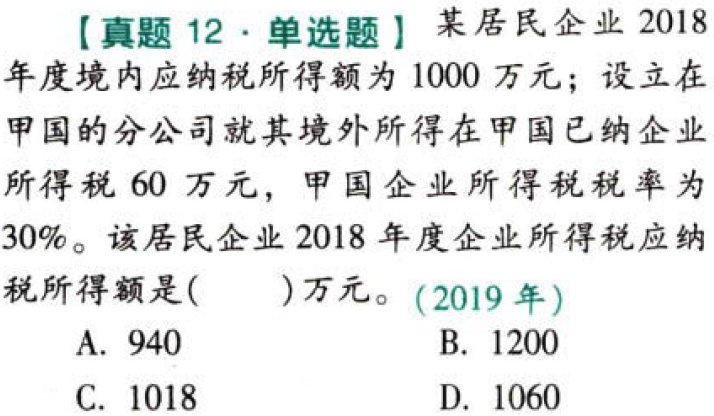 【真题 12·单选题】 某居民企业 2018
年度境内应纳税所得额为 1000 万元；设立在
甲国的分公司就其境外所得在甲国已纳企业
所得税 60 万元，甲国企业所得税税率为
30%。该居民企业 2018 年度企业所得税应纳
税所得额是(　　)万元。(2019 年)
A. 940　　B. 1200
C. 1018　　D. 1060